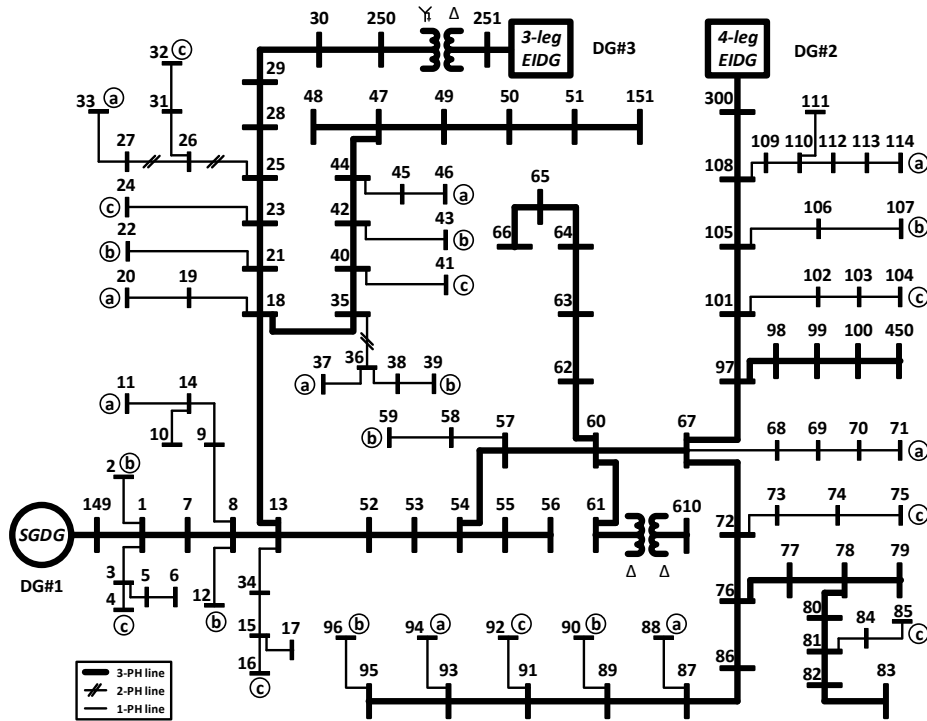 30 250 Δ 251 3-leg EIDG DG#3 4-leg EIDG DG#2
32 c
33 a 31 29 48 47 49 50 51 151 300 111
27 26 28 109 110 112 113 114 a
25 44 45 46 a 65 108
24 c 23 42 43 b 66 64 106 107 b
22 b 21 40 41 c 105
20 a 19 18 35 63 102 103 104 c
101
37 a 36 38 39 b 62 98 99 100 450
11 a 14 97
10 9 59 b 58 57 60 67 68 69 70 71 a
2 b
149 1 7 8 13 52 53 54 55 56 61 610 73 74 75 c
SGDG 72
DG#1 Δ Δ 77 78 79
3 5 6 12 b 34 76
4 c 80 84 85 c
15 17 96 b 94 a 92 c 90 b 88 a 81
16 c 86
95 93 91 89 87 82 83
3-PH line
2-PH line
1-PH line